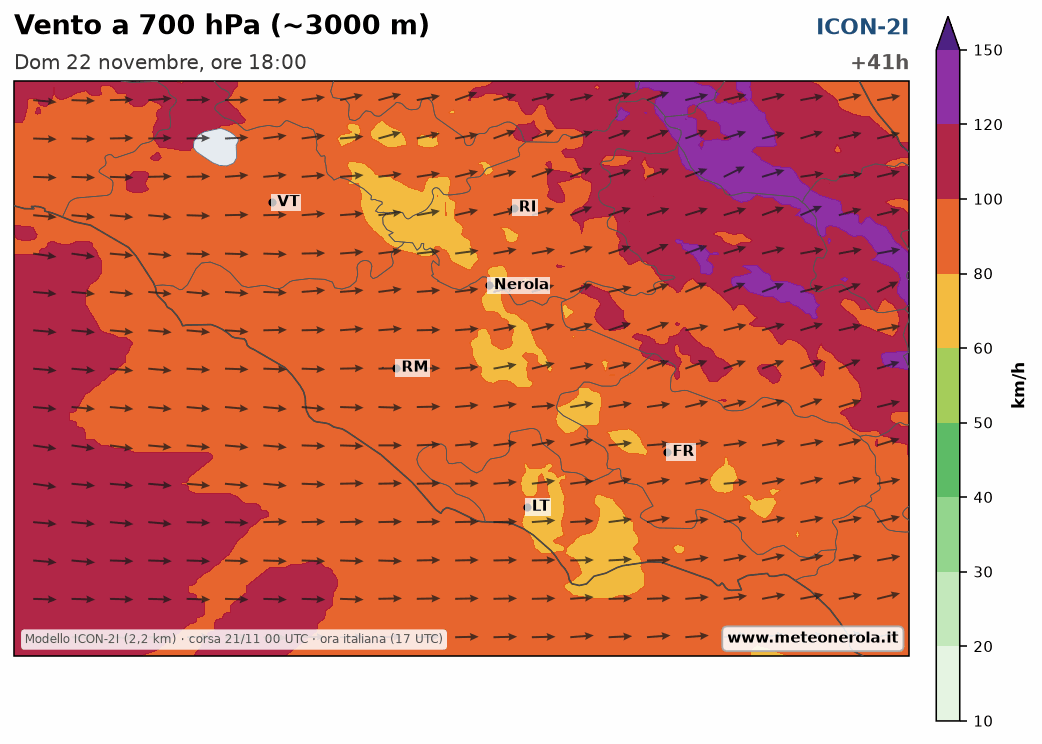 Vento a 700 hPa (~3000 m)
ICON-2I
Dom 22 novembre, ore 18:00
+41h
VT
RI
Nerola
RM
FR
LT
Modello ICON-2I (2,2 km) · corsa 21/11 00 UTC · ora italiana (17 UTC)
www.meteonerola.it
150
120
100
80
60
50
40
30
20
10
km/h